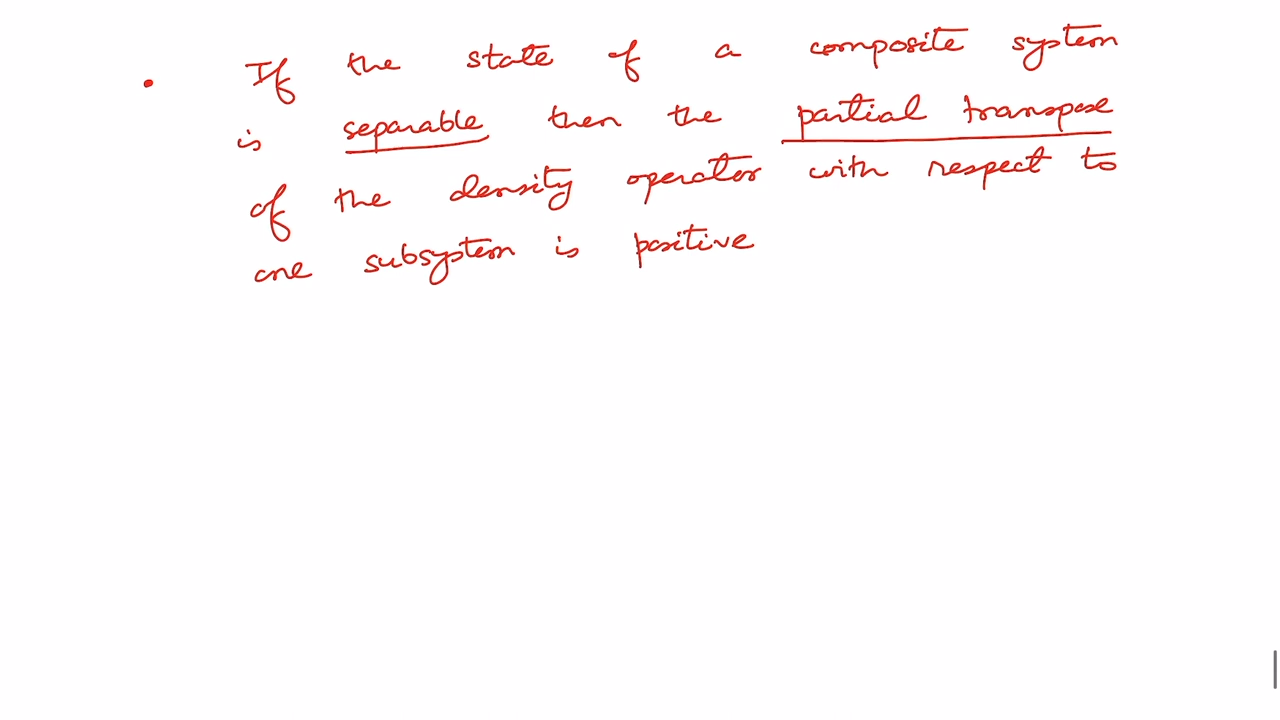 • If the state of a composite system
is separable then the partial transpose
of the density operator with respect to
one subsystem is positive